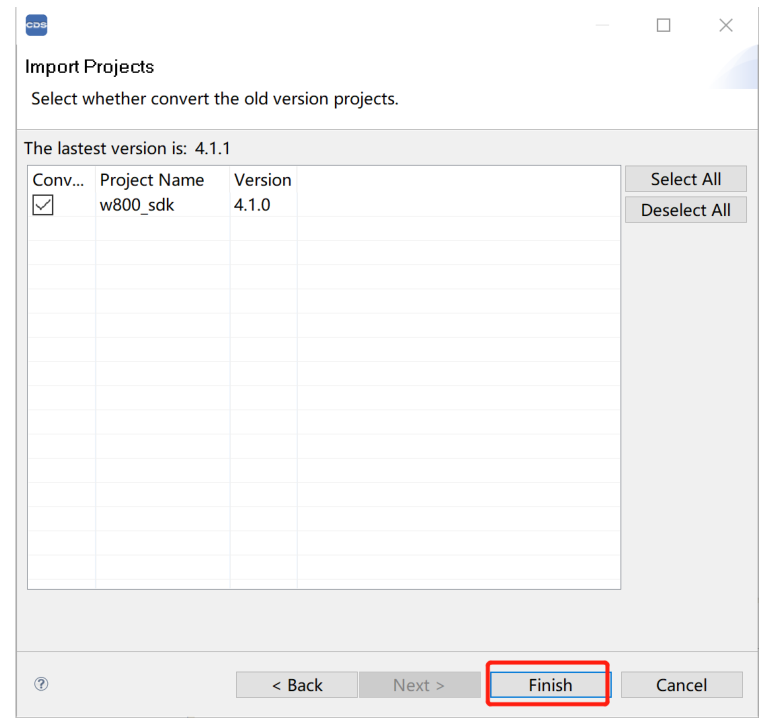 CDS
Import Projects
Select whether convert the old version projects.
The lastest version is: 4.1.1
Conv... Project Name Version
w800_sdk 4.1.0
Select All
Deselect All
?
< Back Next > Finish Cancel